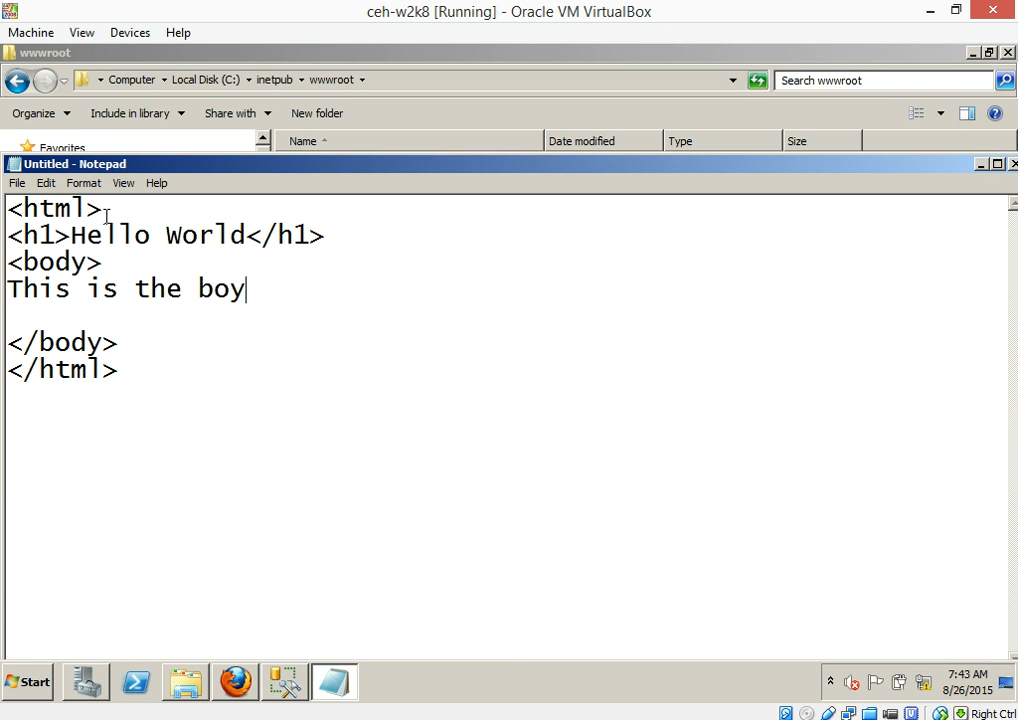 ceh-w2k8 [Running] - Oracle VM VirtualBox
Machine View Devices Help
wwwroot
Computer Local Disk (C:) inetpub wwwroot
Search wwwroot
Organize Include in library Share with New folder
Favorites Name Date modified Type Size
Untitled - Notepad
File Edit Format View Help
<html>
<h1>Hello World</h1>
<body>
This is the boy
</body>
</html>
Start
7:43 AM
8/26/2015
Right Ctrl